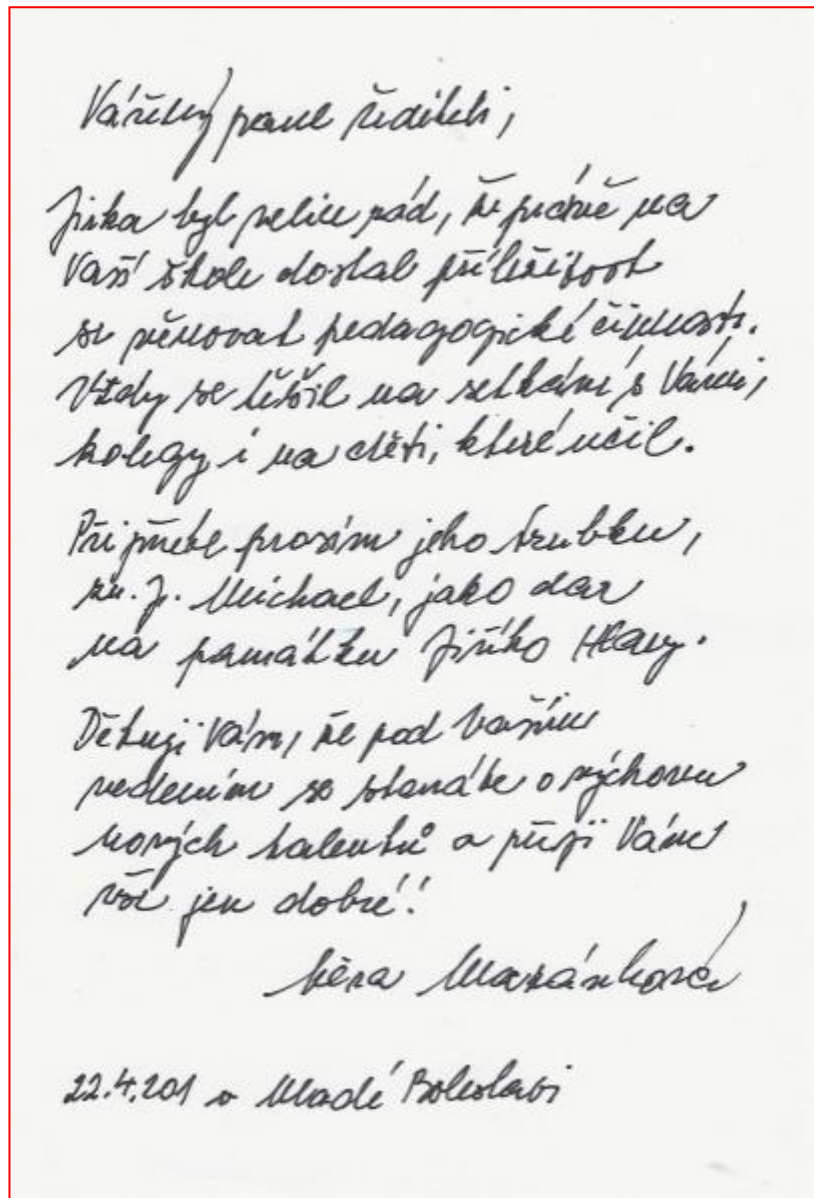 Vážený pane řediteli,
Jirka byl velice rád, že právě na
Vaší škole dostal příležitost
se věnovat pedagogické činnosti.
Vždy se těšil na setkání s Vámi,
kolegy i na děti, které učil.
Přijměte prosím jeho trubku,
zn. J. Michael, jako dar
na památku Jiřího Hlavy.
Děkuji Vám, že pod Vaším
vedením se staráte o výchovu
nových talentů a přeji Vám
vše jen dobré!
Věra
22.4.201 v Mladé Boleslavi